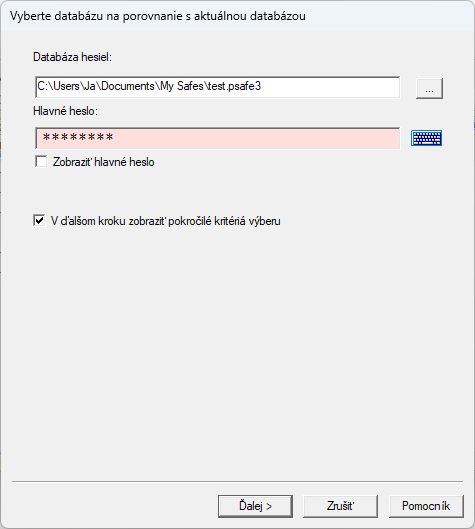 Vyberte databázu na porovnanie s aktuálnou databázou
Databáza hesiel:
C:\Users\Ja\Documents\My Safes\test.psafe3
...
Hlavné heslo:
********
Zobraziť hlavné heslo
V ďalšom kroku zobraziť pokročilé kritériá výberu
Ďalej >
Zrušiť
Pomocník